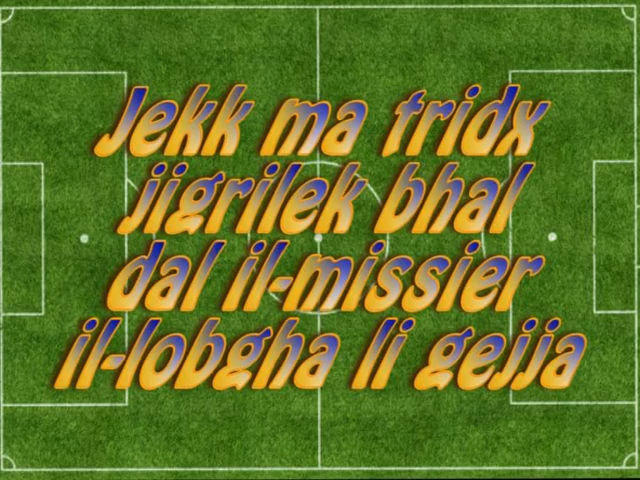 Jekk ma tridx
jigrilek bhal
dal il-missier
il-lobgha li gejja